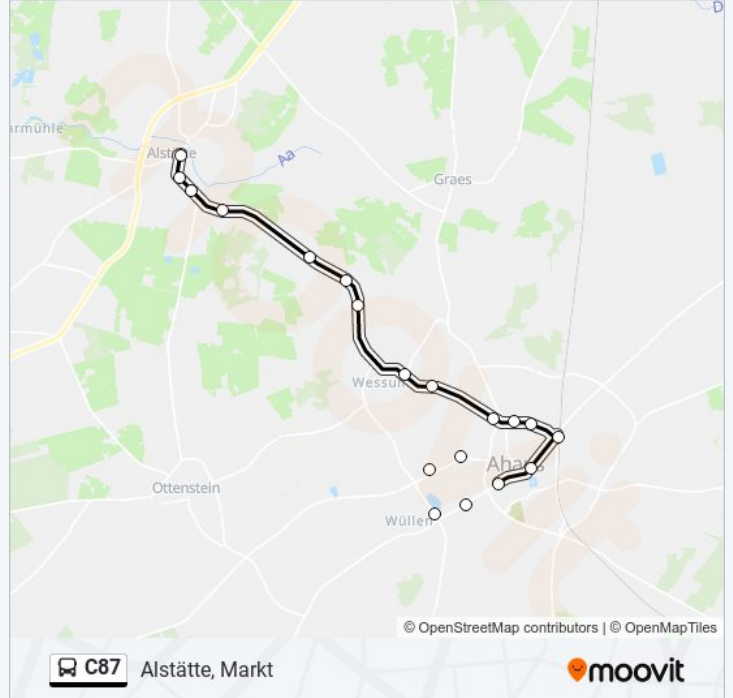 D
armühle
Alstätte
Aa
Graes
Wessum
Ahaus
Ottenstein
Wüllen
© OpenStreetMap contributors | © OpenMapTiles
C87 Alstätte, Markt
moovit